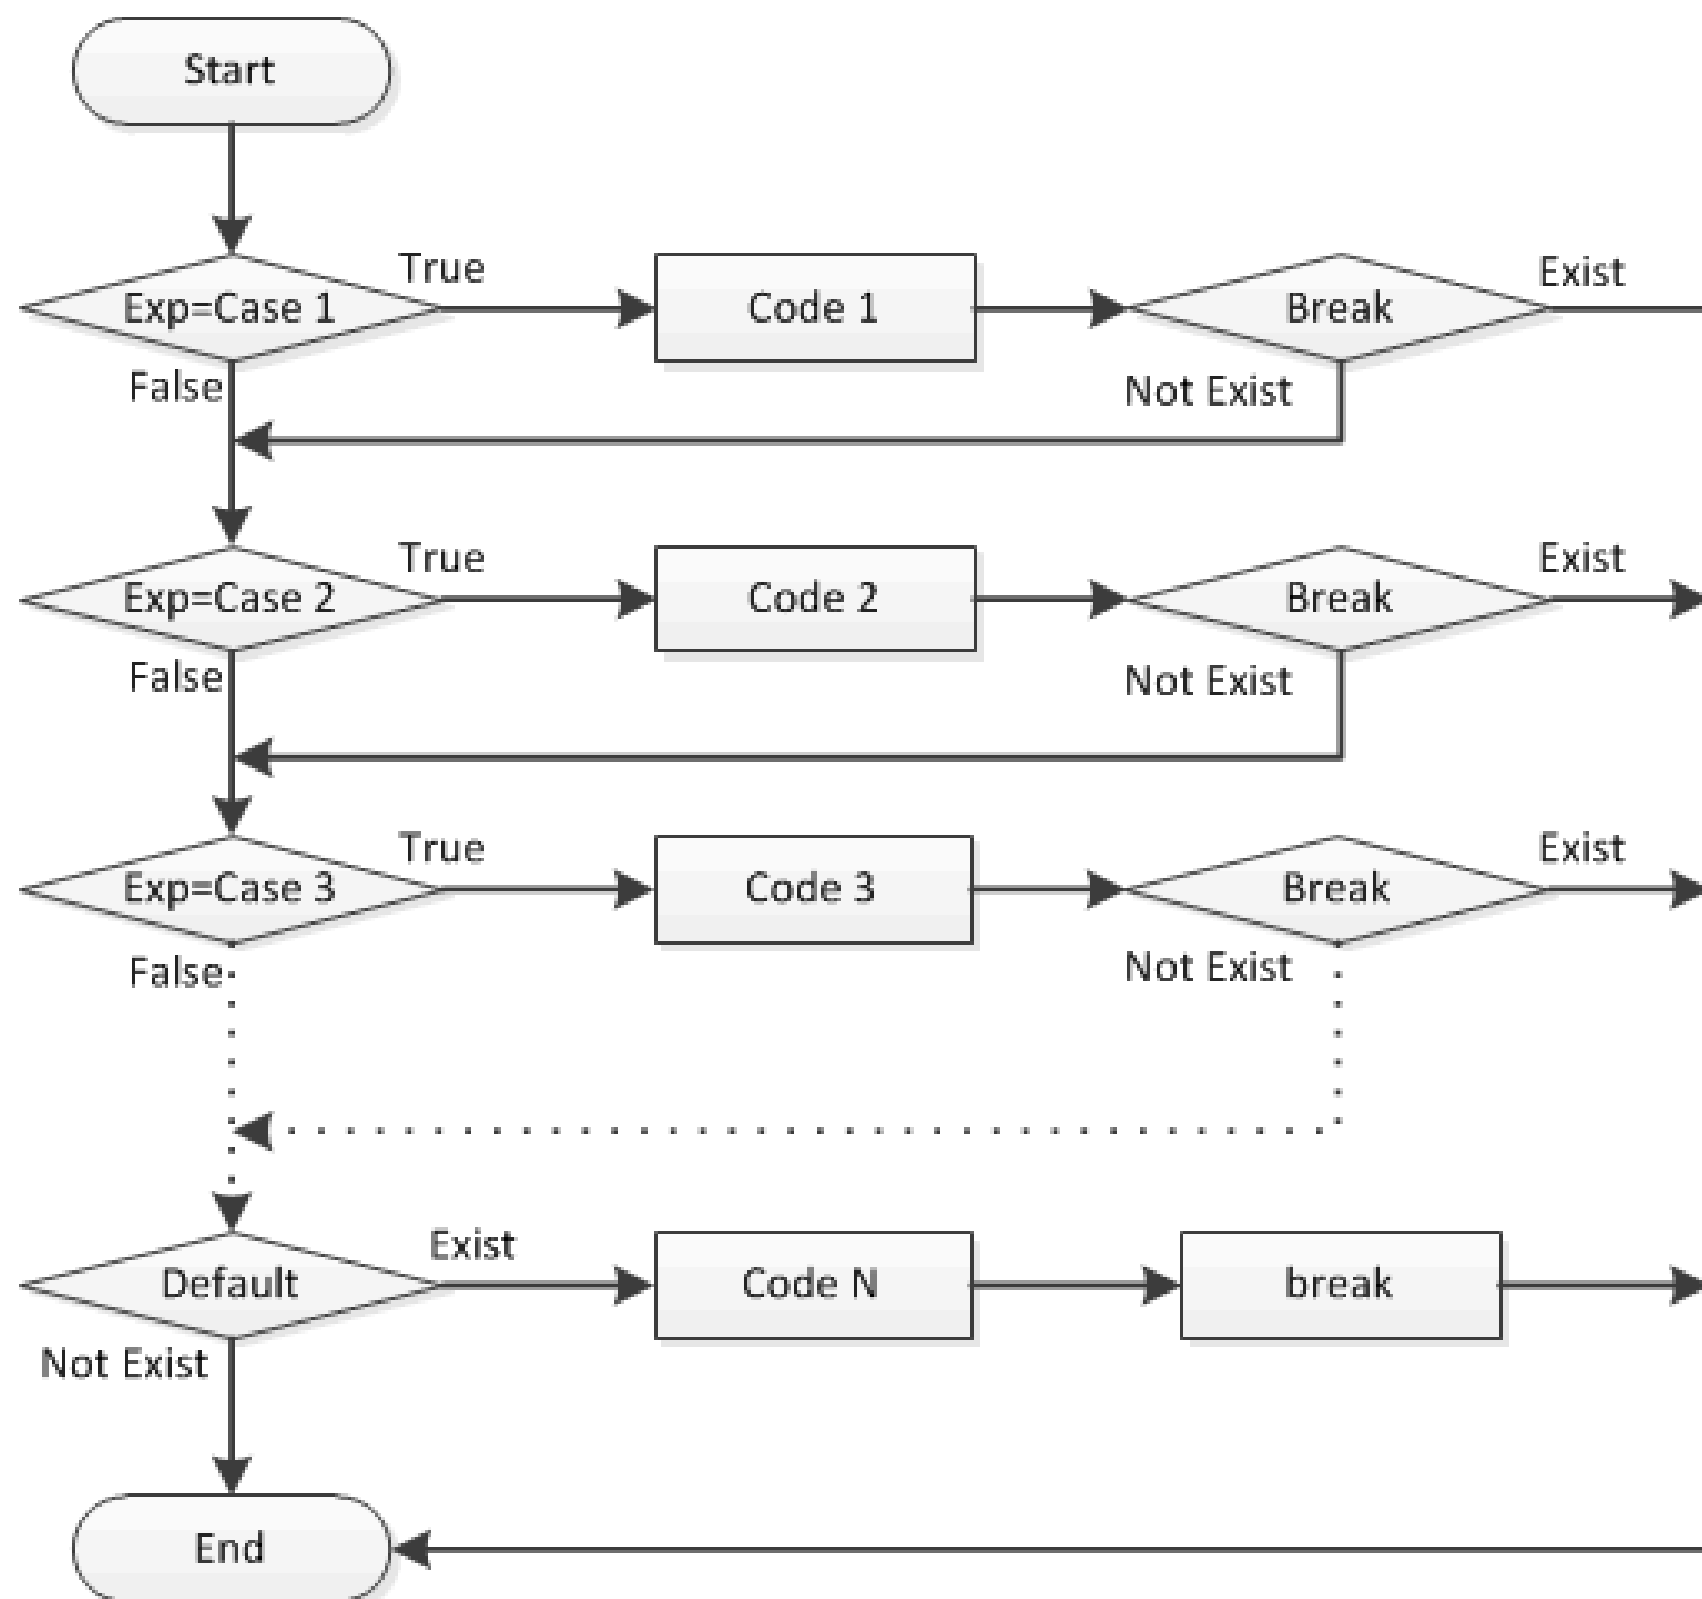 Start
Exp=Case 1
True
Code 1
Break
Exist
False
Not Exist
Exp=Case 2
True
Code 2
Break
Exist
False
Not Exist
Exp=Case 3
True
Code 3
Break
Exist
False
Not Exist
Default
Exist
Code N
break
Not Exist
End